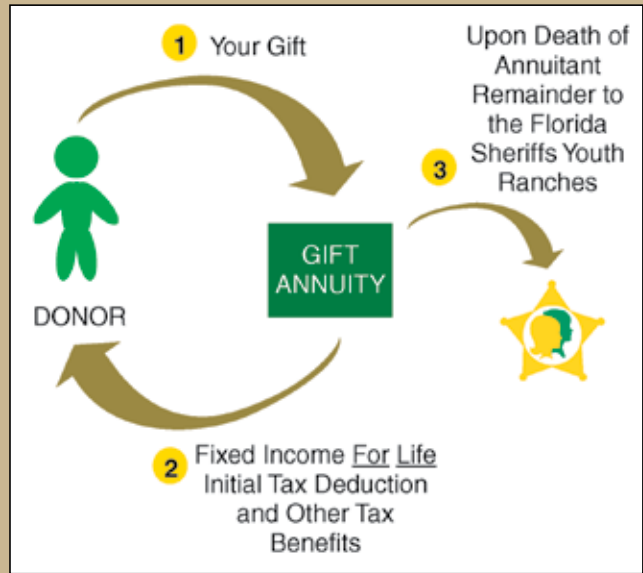 1 Your Gift
DONOR
GIFT
ANNUITY
2 Fixed Income For Life
Initial Tax Deduction
and Other Tax
Benefits
3
Upon Death of
Annuitant
Remainder to
the Florida
Sheriffs Youth
Ranches